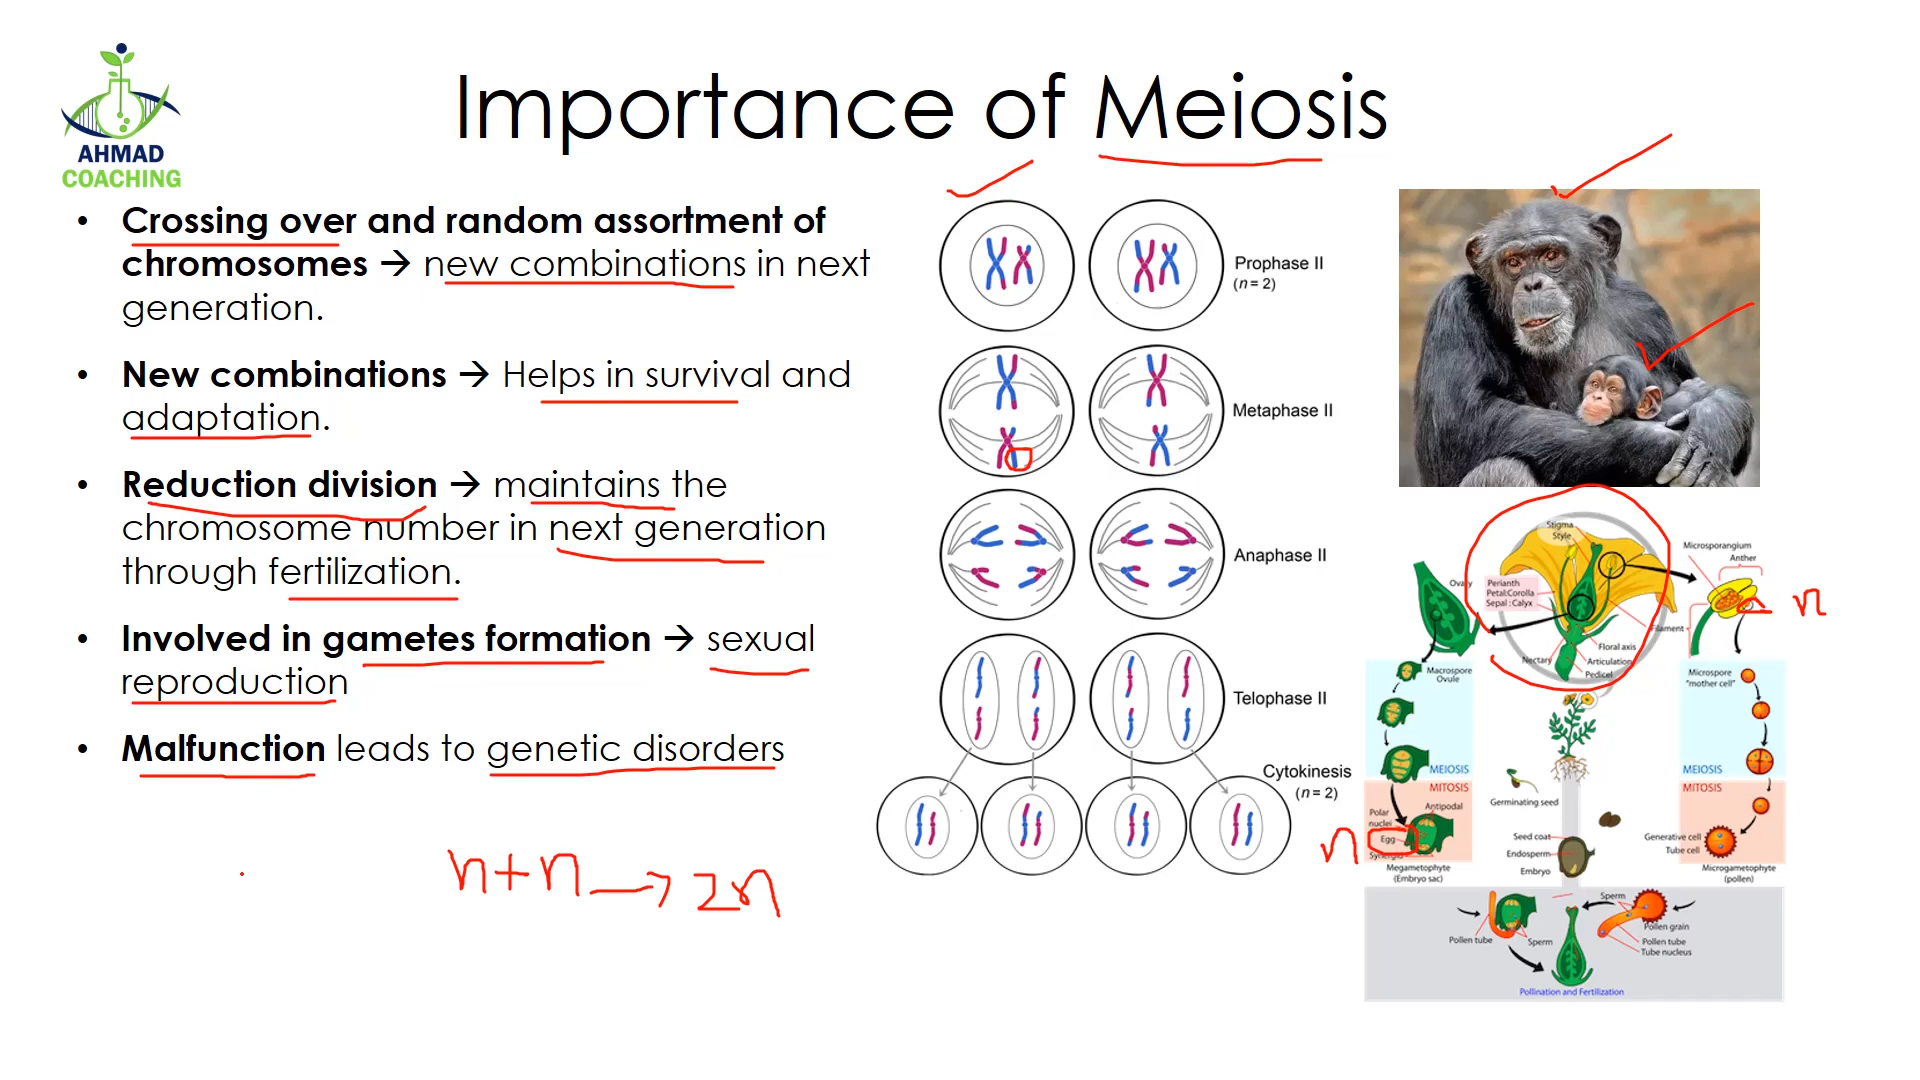 AHMAD
COACHING
Importance of Meiosis
• Crossing over and random assortment of
chromosomes → new combinations in next
generation.
• New combinations → Helps in survival and
adaptation.
• Reduction division → maintains the
chromosome number in next generation
through fertilization.
• Involved in gametes formation → sexual
reproduction
• Malfunction leads to genetic disorders
n+n → 2n
Prophase II
(n = 2)
Metaphase II
Anaphase II
Telophase II
Cytokinesis
(n = 2)
Stigma
Style
Perianth
Petal:Corolla
Sepal :Calyx
Ovary
Filament
Microsporangium
Anther
n
Nectary
Floral axis
Articulation
Pedicel
Macrospore
Ovule
Microspore
"mother cell"
MEIOSIS
MITOSIS
MEIOSIS
MITOSIS
Polar
nuclei
Antipodal
Egg
n
Megametophyte
(Embryo sac)
Germinating seed
Seed coat
Endosperm
Embryo
Generative cell
Tube cell
Microgametophyte
(pollen)
Pollen tube
Sperm
Sperm
Pollen grain
Pollen tube
Tube nucleus
Pollination and Fertilization